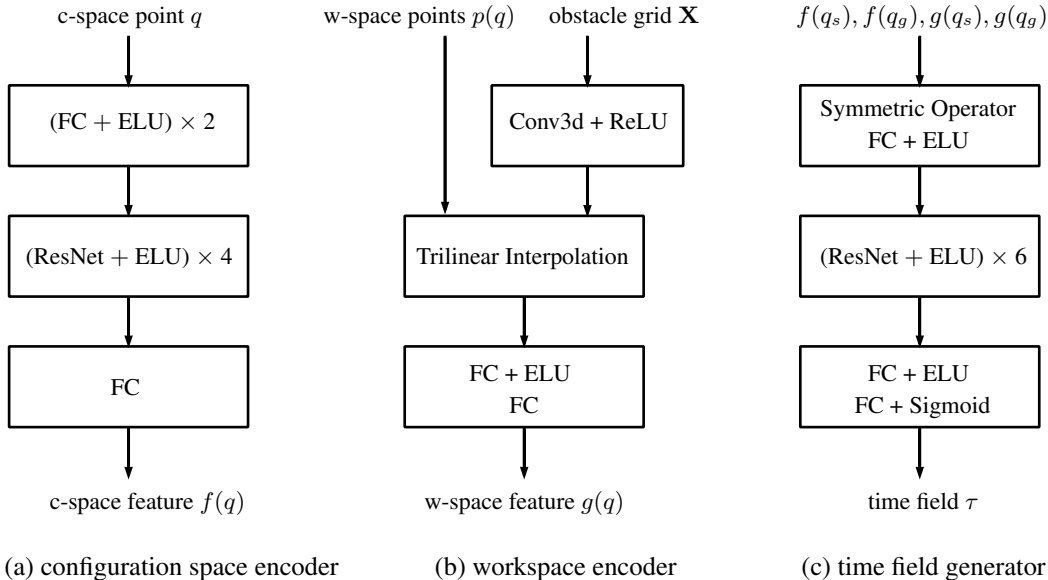 c-space point q
(FC + ELU) × 2
(ResNet + ELU) × 4
FC
c-space feature f(q)
(a) configuration space encoder
w-space points p(q)
obstacle grid X
Conv3d + ReLU
Trilinear Interpolation
FC + ELU
FC
w-space feature g(q)
(b) workspace encoder
f(q_s), f(q_g), g(q_s), g(q_g)
Symmetric Operator
FC + ELU
(ResNet + ELU) × 6
FC + ELU
FC + Sigmoid
time field τ
(c) time field generator